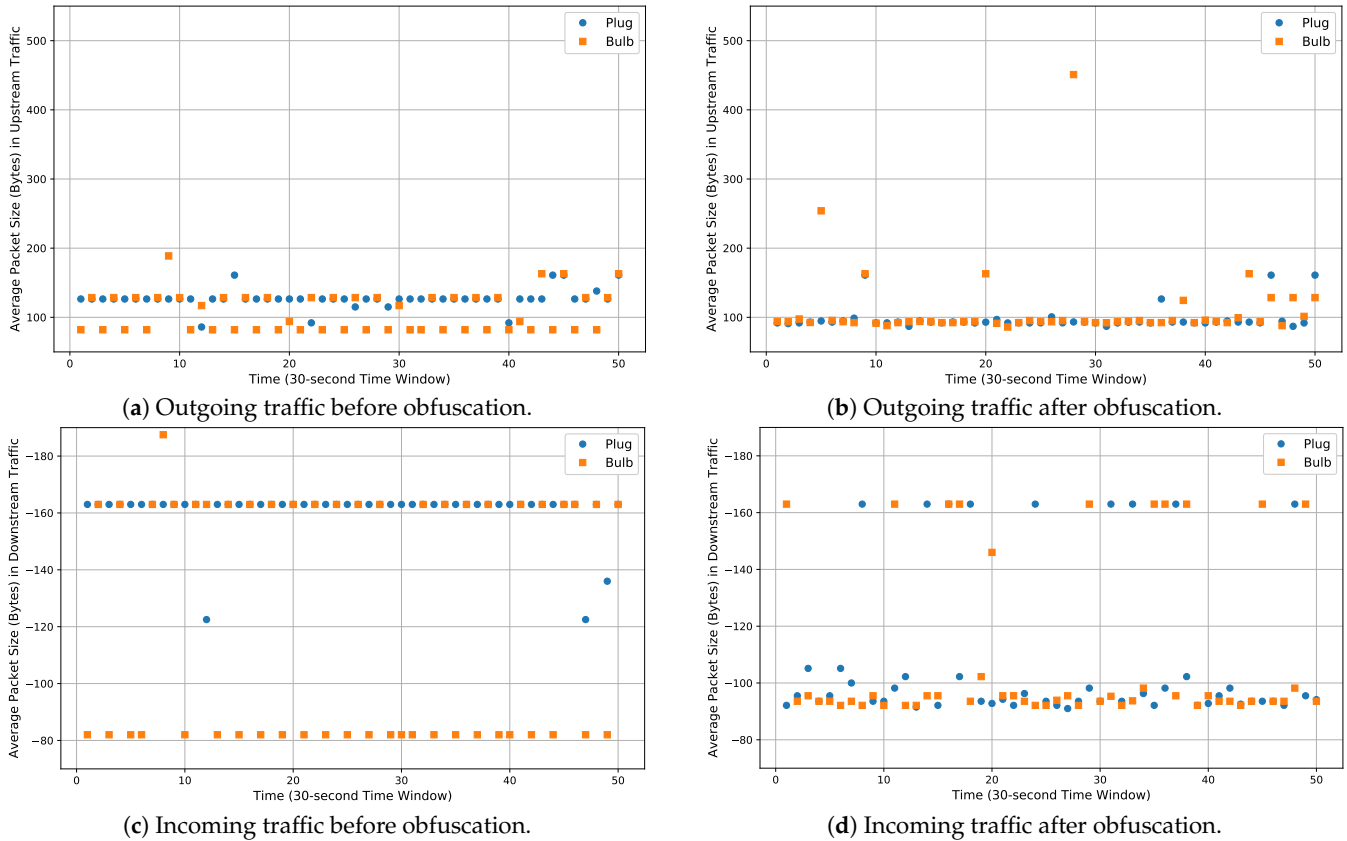 Average Packet Size (Bytes) in Upstream Traffic
500
400
300
200
100
0
10
20
30
40
50
Time (30-second Time Window)
Plug
Bulb
(a) Outgoing traffic before obfuscation.
Average Packet Size (Bytes) in Upstream Traffic
500
400
300
200
100
0
10
20
30
40
50
Time (30-second Time Window)
Plug
Bulb
(b) Outgoing traffic after obfuscation.
Average Packet Size (Bytes) in Downstream Traffic
−180
−160
−140
−120
−100
−80
0
10
20
30
40
50
Time (30-second Time Window)
Plug
Bulb
(c) Incoming traffic before obfuscation.
Average Packet Size (Bytes) in Downstream Traffic
−180
−160
−140
−120
−100
−80
0
10
20
30
40
50
Time (30-second Time Window)
Plug
Bulb
(d) Incoming traffic after obfuscation.